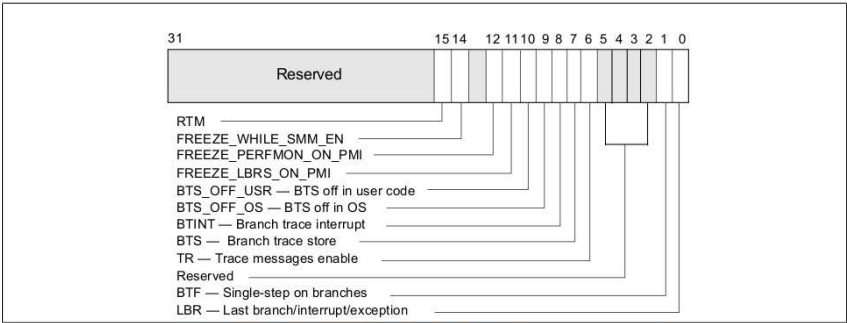 31 15 14 12 11 10 9 8 7 6 5 4 3 2 1 0
Reserved
RTM
FREEZE_WHILE_SMM_EN
FREEZE_PERFMON_ON_PMI
FREEZE_LBRS_ON_PMI
BTS_OFF_USR — BTS off in user code
BTS_OFF_OS — BTS off in OS
BTINT — Branch trace interrupt
BTS — Branch trace store
TR — Trace messages enable
Reserved
BTF — Single-step on branches
LBR — Last branch/interrupt/exception